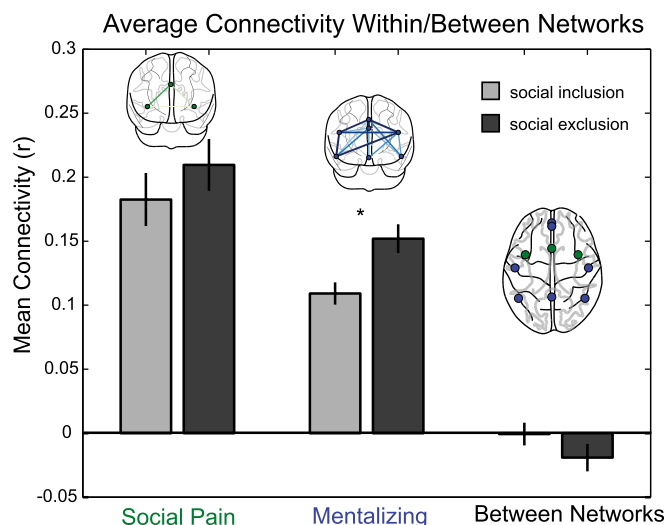 Average Connectivity Within/Between Networks
Mean Connectivity (r)
0.3
0.25
0.2
0.15
0.1
0.05
0
-0.05
social inclusion
social exclusion
*
Social Pain
Mentalizing
Between Networks